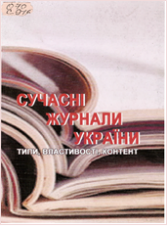 СУЧАСНІ
ЖУРНАЛИ
УКРАЇНИ
ТИПИ, ВЛАСТИВОСТІ, КОНТЕНТ